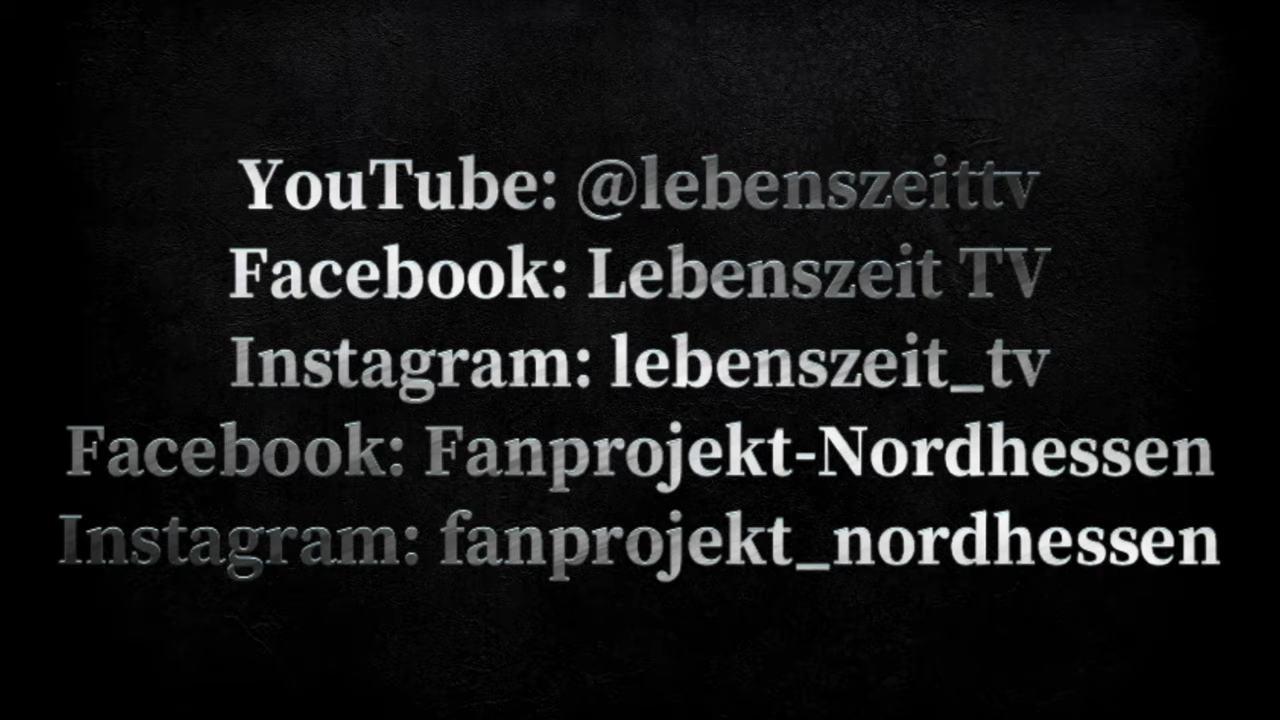 YouTube: @lebenszeittv
Facebook: Lebenszeit TV
Instagram: lebenszeit_tv
Facebook: Fanprojekt-Nordhessen
Instagram: fanprojekt_nordhessen